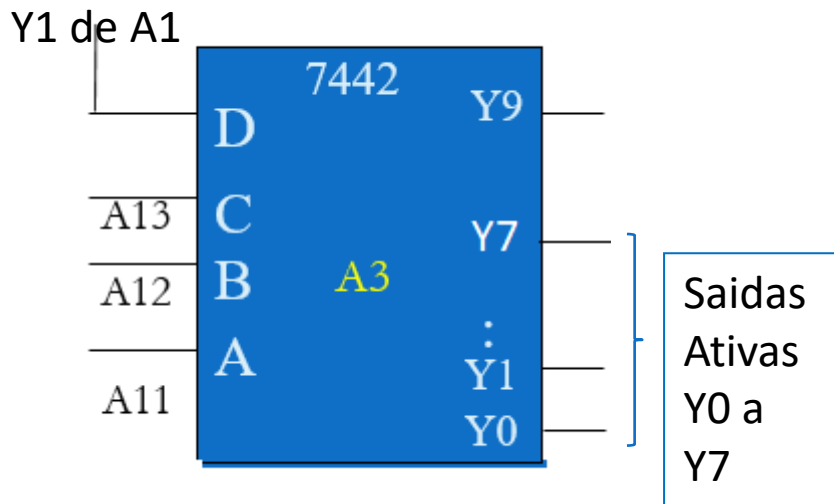 Y1 de A1
7442
D
Y9
A13
C
Y7
A12
B
A3
:
A11
A
Y1
Y0
Saidas
Ativas
Y0 a
Y7